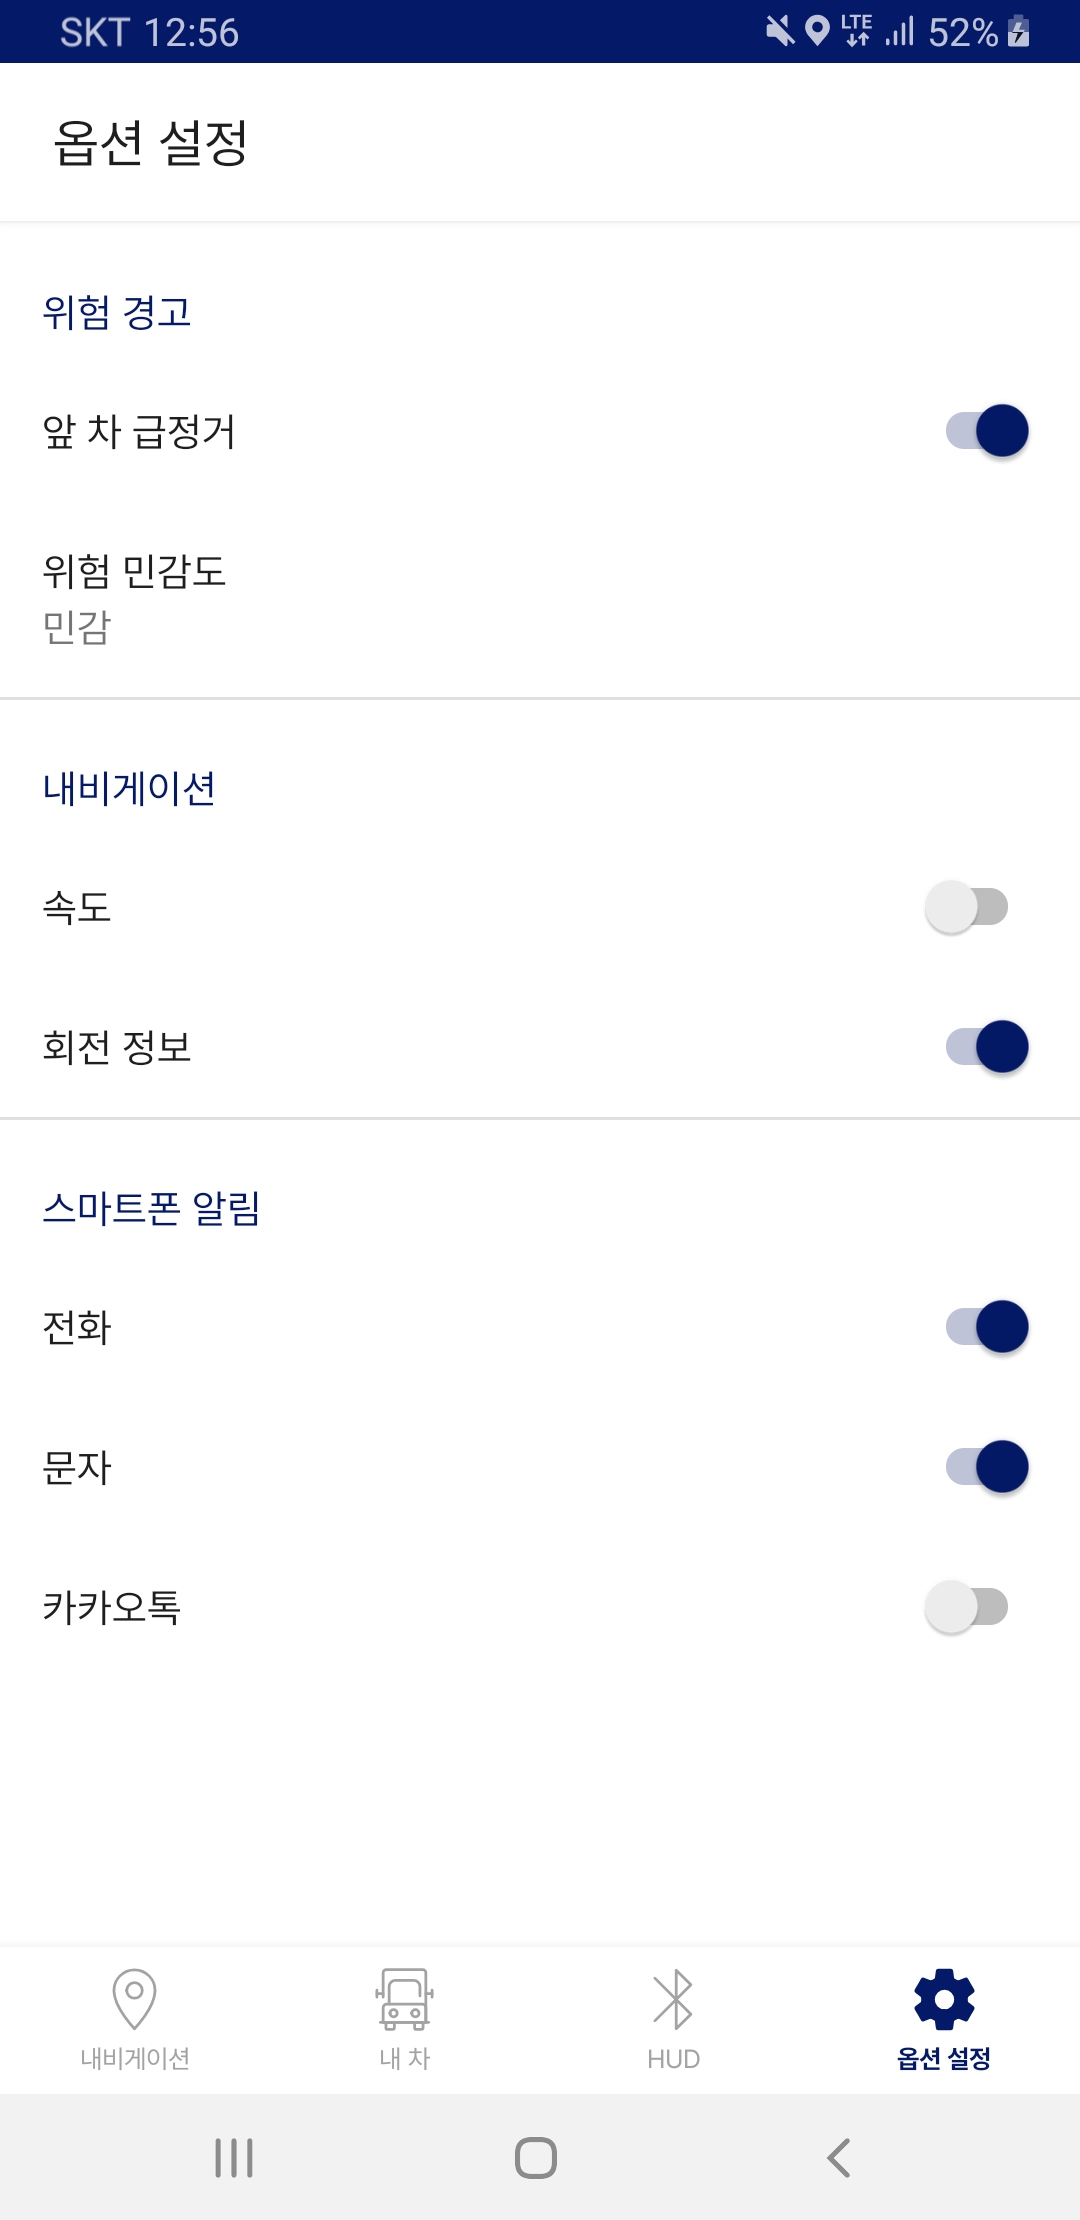 SKT 12:56 LTE 52%
옵션 설정
위험 경고
앞 차 급정거
위험 민감도
민감
내비게이션
속도
회전 정보
스마트폰 알림
전화
문자
카카오톡
내비게이션 내 차 HUD 옵션 설정